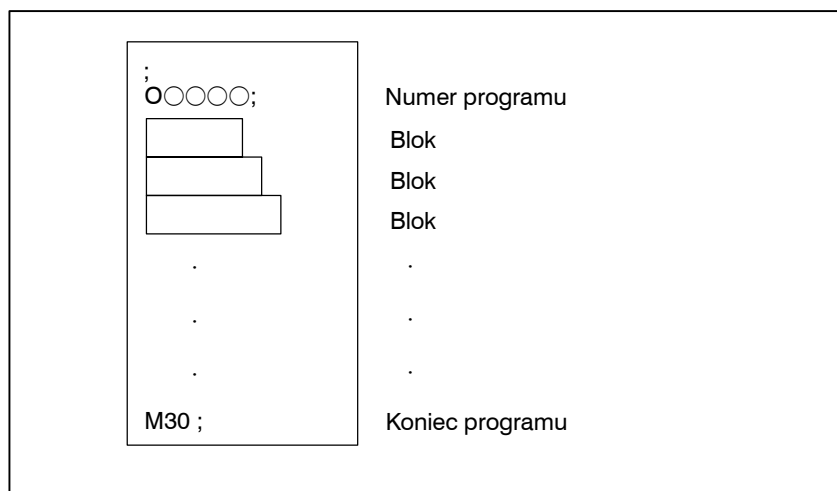 ;
O○○○○; Numer programu
Blok
Blok
Blok
. .
. .
. .
M30 ; Koniec programu